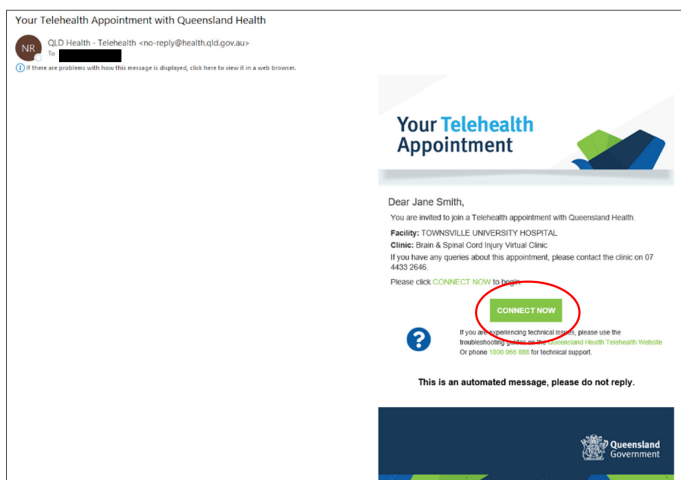 Your Telehealth Appointment with Queensland Health
NR
QLD Health - Telehealth <no-reply@health.qld.gov.au>
To
If there are problems with how this message is displayed, click here to view it in a web browser.
Your Telehealth
Appointment
Dear Jane Smith,
You are invited to join a Telehealth appointment with Queensland Health.
Facility: TOWNSVILLE UNIVERSITY HOSPITAL
Clinic: Brain & Spinal Cord Injury Virtual Clinic
If you have any queries about this appointment, please contact the clinic on 07
4433 2646.
Please click CONNECT NOW to begin.
CONNECT NOW
?
If you are experiencing technical issues, please use the
troubleshooting guides on the Queensland Health Telehealth Website
Or phone 1800 066 888 for technical support.
This is an automated message, please do not reply.
Queensland
Government